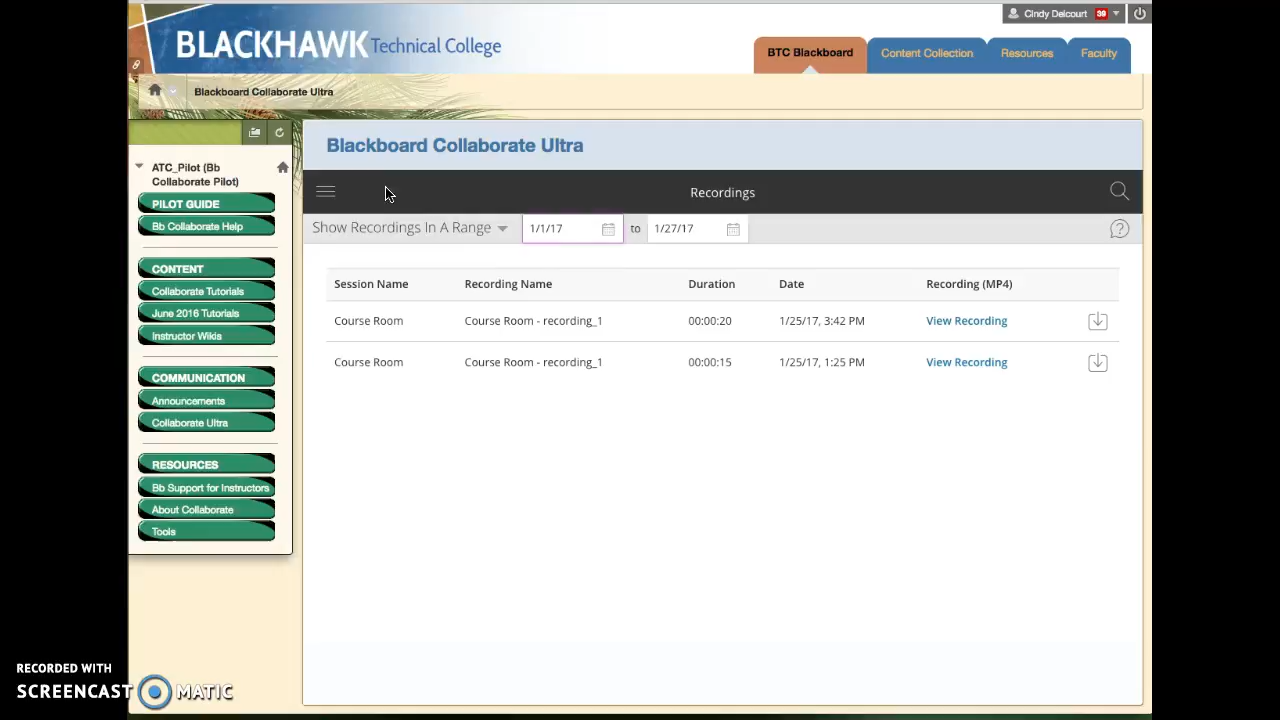 Cindy Delcourt 39
BLACKHAWK Technical College
BTC Blackboard Content Collection Resources Faculty
Blackboard Collaborate Ultra
ATC_Pilot (Bb
Collaborate Pilot)
PILOT GUIDE
Bb Collaborate Help
CONTENT
Collaborate Tutorials
June 2016 Tutorials
Instructor Wikis
COMMUNICATION
Announcements
Collaborate Ultra
RESOURCES
Bb Support for Instructors
About Collaborate
Tools
Blackboard Collaborate Ultra
Recordings
Show Recordings In A Range 1/1/17 to 1/27/17
Session Name Recording Name Duration Date Recording (MP4)
Course Room Course Room - recording_1 00:00:20 1/25/17, 3:42 PM View Recording
Course Room Course Room - recording_1 00:00:15 1/25/17, 1:25 PM View Recording
RECORDED WITH
SCREENCAST MATIC